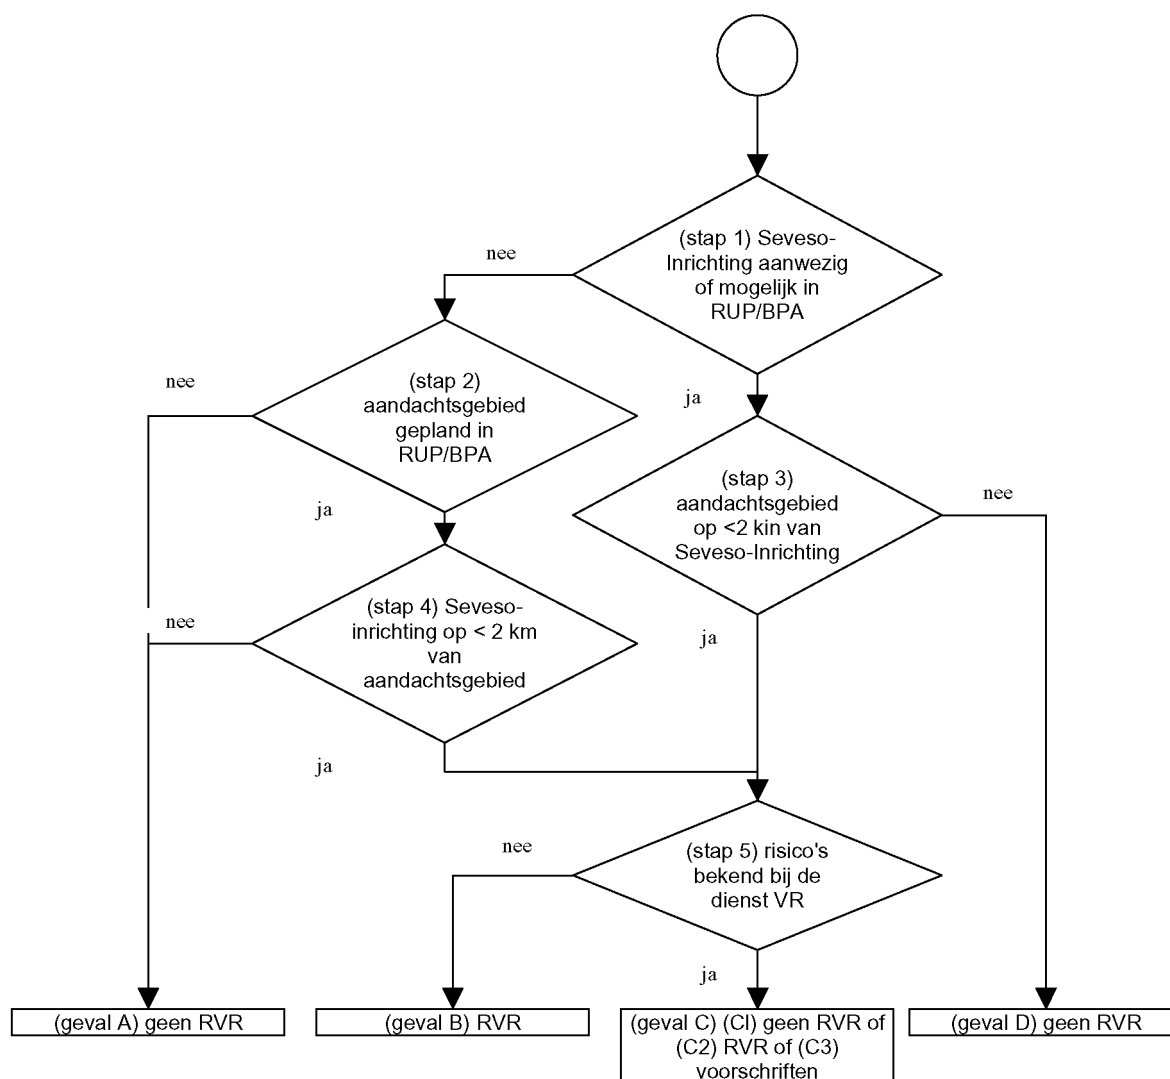 (stap 1) Seveso-
Inrichting aanwezig
of mogelijk in
RUP/BPA
nee
nee
(stap 2)
aandachtsgebied
gepland in
RUP/BPA
ja
(stap 3)
aandachtsgebied
op <2 kin van
Seveso-Inrichting
nee
ja
(stap 4) Seveso-
inrichting op < 2 km
van
aandachtsgebied
nee
ja
ja
(stap 5) risico's
bekend bij de
dienst VR
nee
ja
(geval A) geen RVR
(geval B) RVR
(geval C) (Cl) geen RVR of
(C2) RVR of (C3)
voorschriften
(geval D) geen RVR